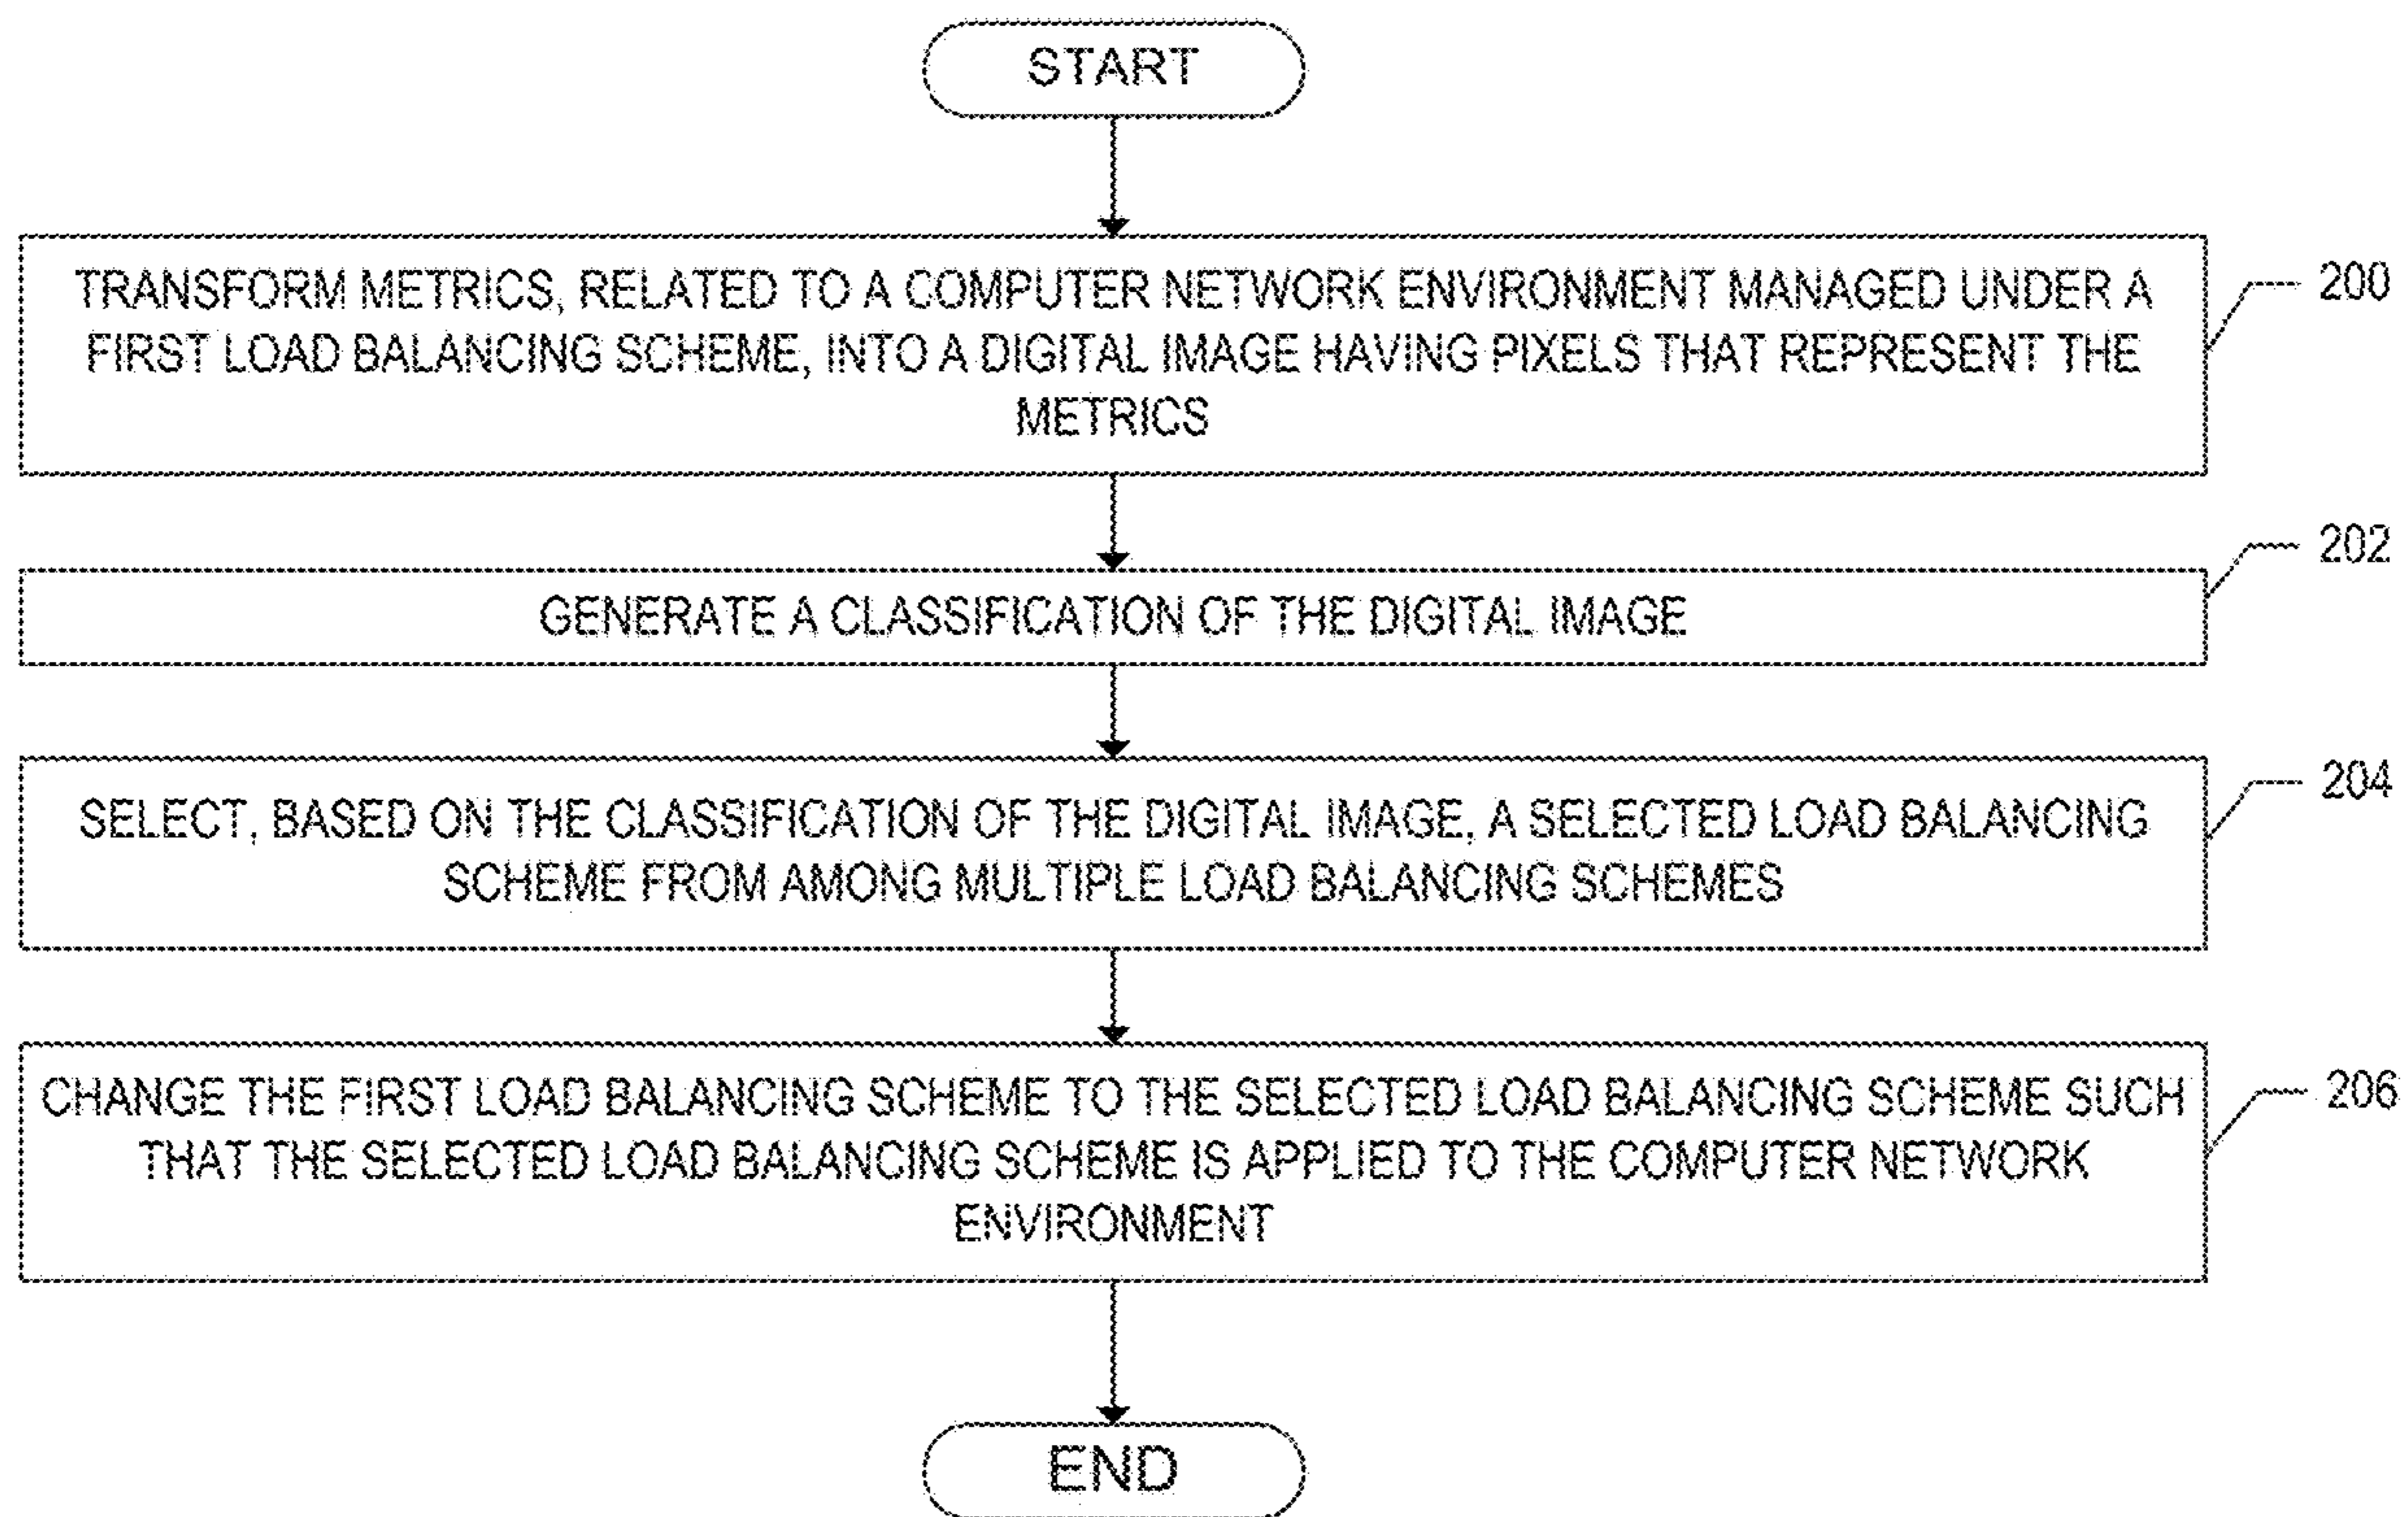 START
TRANSFORM METRICS, RELATED TO A COMPUTER NETWORK ENVIRONMENT MANAGED UNDER A
FIRST LOAD BALANCING SCHEME, INTO A DIGITAL IMAGE HAVING PIXELS THAT REPRESENT THE
METRICS
200
GENERATE A CLASSIFICATION OF THE DIGITAL IMAGE
202
SELECT, BASED ON THE CLASSIFICATION OF THE DIGITAL IMAGE, A SELECTED LOAD BALANCING
SCHEME FROM AMONG MULTIPLE LOAD BALANCING SCHEMES
204
CHANGE THE FIRST LOAD BALANCING SCHEME TO THE SELECTED LOAD BALANCING SCHEME SUCH
THAT THE SELECTED LOAD BALANCING SCHEME IS APPLIED TO THE COMPUTER NETWORK
ENVIRONMENT
206
END